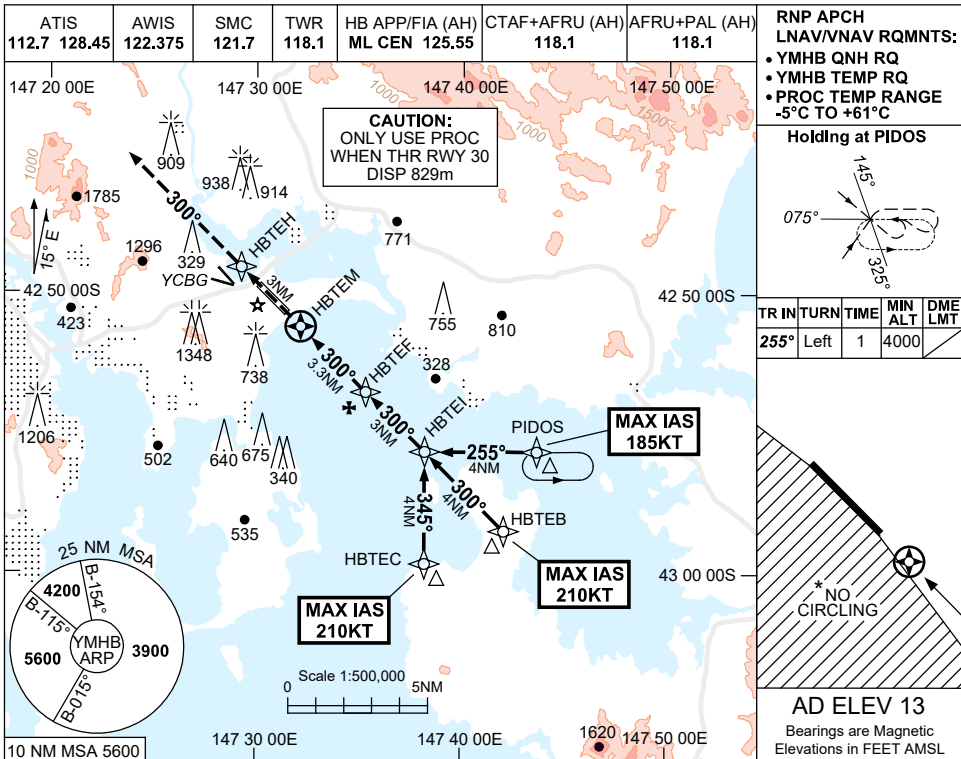 ATIS
112.7 128.45
AWIS
122.375
SMC
121.7
TWR
118.1
HB APP/FIA (AH)
ML CEN 125.55
CTAF+AFRU (AH)
118.1
AFRU+PAL (AH)
118.1
RNP APCH
LNAV/VNAV RQMNTS:
• YMHB QNH RQ
• YMHB TEMP RQ
• PROC TEMP RANGE
-5°C TO +61°C
147 20 00E
147 30 00E
147 40 00E
147 50 00E
1000
1000
1500
1000
CAUTION:
ONLY USE PROC
WHEN THR RWY 30
DISP 829m
909
938
914
1785
300°
HBTEH
771
15° E
1296
329
YCBG
3NM
HBTEM
42 50 00S
42 50 00S
423
1348
738
755
810
300°
3.3NM
HBTEF
328
1206
300°
3NM
HBTEI
502
640
675
340
PIDOS
MAX IAS
185KT
255°
4NM
300°
4NM
345°
4NM
HBTEB
535
HBTEC
MAX IAS
210KT
MAX IAS
210KT
43 00 00S
25 NM MSA
4200
B-154°
B-115°
YMHB
ARP
5600
3900
B-015°
10 NM MSA 5600
Scale 1:500,000
0
5NM
147 30 00E
147 40 00E
1620
147 50 00E
Holding at PIDOS
145°
075°
325°
TR IN TURN TIME MIN ALT DME LMT
255° Left 1 4000
*NO
CIRCLING
AD ELEV 13
Bearings are Magnetic
Elevations in FEET AMSL